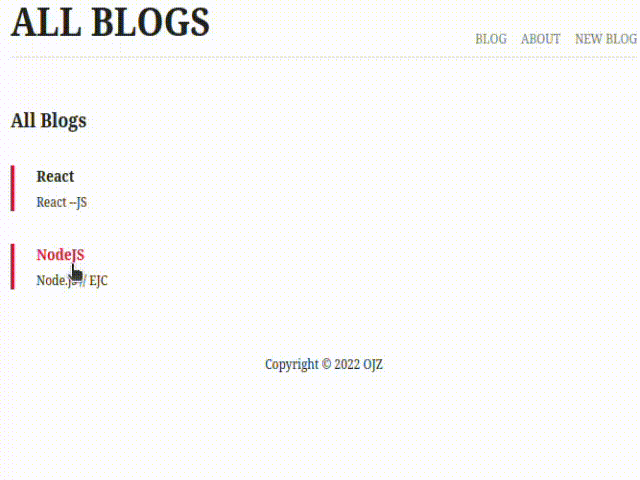 ALL BLOGS
BLOG ABOUT NEW BLOG
All Blogs
React
React --JS
NodeJS
Node.JS // EJC
Copyright © 2022 OJZ